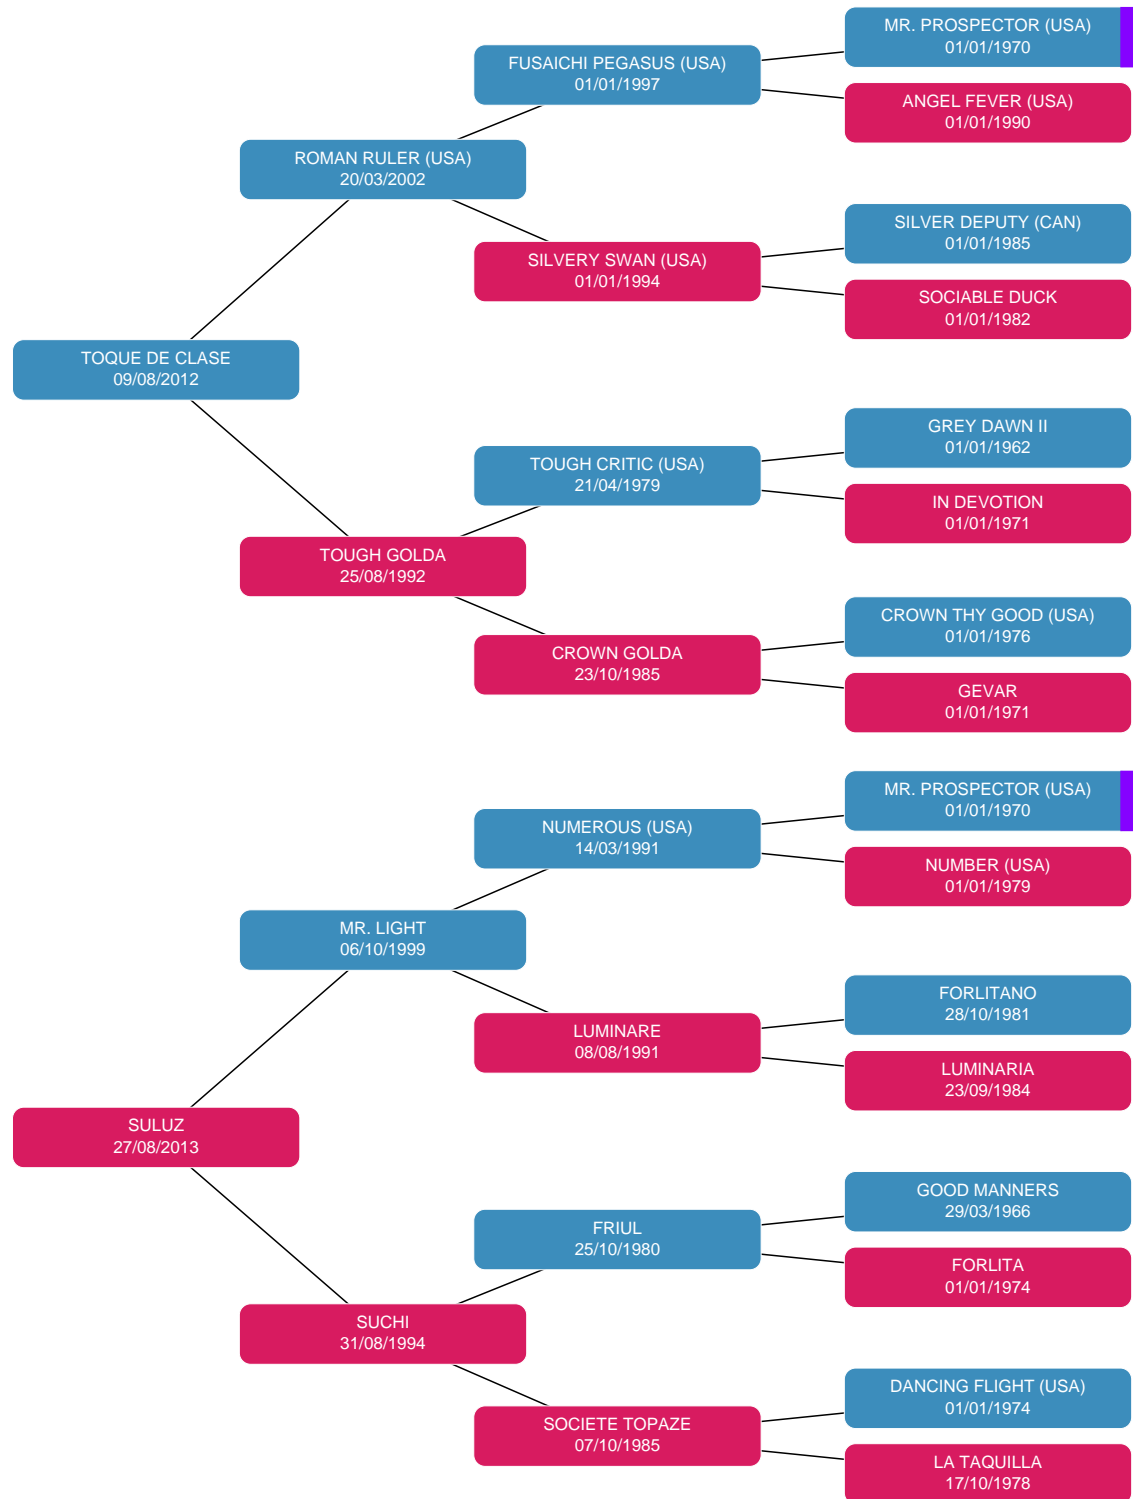 MR. PROSPECTOR (USA)
01/01/1970
FUSAICHI PEGASUS (USA)
01/01/1997
ANGEL FEVER (USA)
01/01/1990
ROMAN RULER (USA)
20/03/2002
SILVER DEPUTY (CAN)
01/01/1985
SILVERY SWAN (USA)
01/01/1994
SOCIABLE DUCK
01/01/1982
TOQUE DE CLASE
09/08/2012
GREY DAWN II
01/01/1962
TOUGH CRITIC (USA)
21/04/1979
IN DEVOTION
01/01/1971
TOUGH GOLDA
25/08/1992
CROWN THY GOOD (USA)
01/01/1976
CROWN GOLDA
23/10/1985
GEVAR
01/01/1971
MR. PROSPECTOR (USA)
01/01/1970
NUMEROUS (USA)
14/03/1991
NUMBER (USA)
01/01/1979
MR. LIGHT
06/10/1999
FORLITANO
28/10/1981
LUMINARE
08/08/1991
LUMINARIA
23/09/1984
SULUZ
27/08/2013
GOOD MANNERS
29/03/1966
FRIUL
25/10/1980
FORLITA
01/01/1974
SUCHI
31/08/1994
DANCING FLIGHT (USA)
01/01/1974
SOCIETE TOPAZE
07/10/1985
LA TAQUILLA
17/10/1978